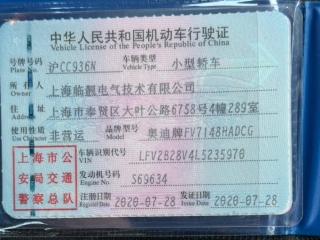 中华人民共和国机动车行驶证
Vehicle License of the People's Republic of China
号牌号码 沪CC936N 车辆类型 小型轿车
Plate No. Vehicle Type
所有人 上海临靓电气技术有限公司
Owner
住址 上海市奉贤区大叶公路6758号4幢289室
Address
使用性质 非营运 品牌型号 奥迪牌FV7148HADCG
Use Character Model
上海市公安局交通警察总队
车辆识别代号 LFV2B28V4L5235970
VIN
发动机号码 S69634
Engine No.
注册日期 2020-07-28 发证日期 2020-07-28
Register Date Issue Date